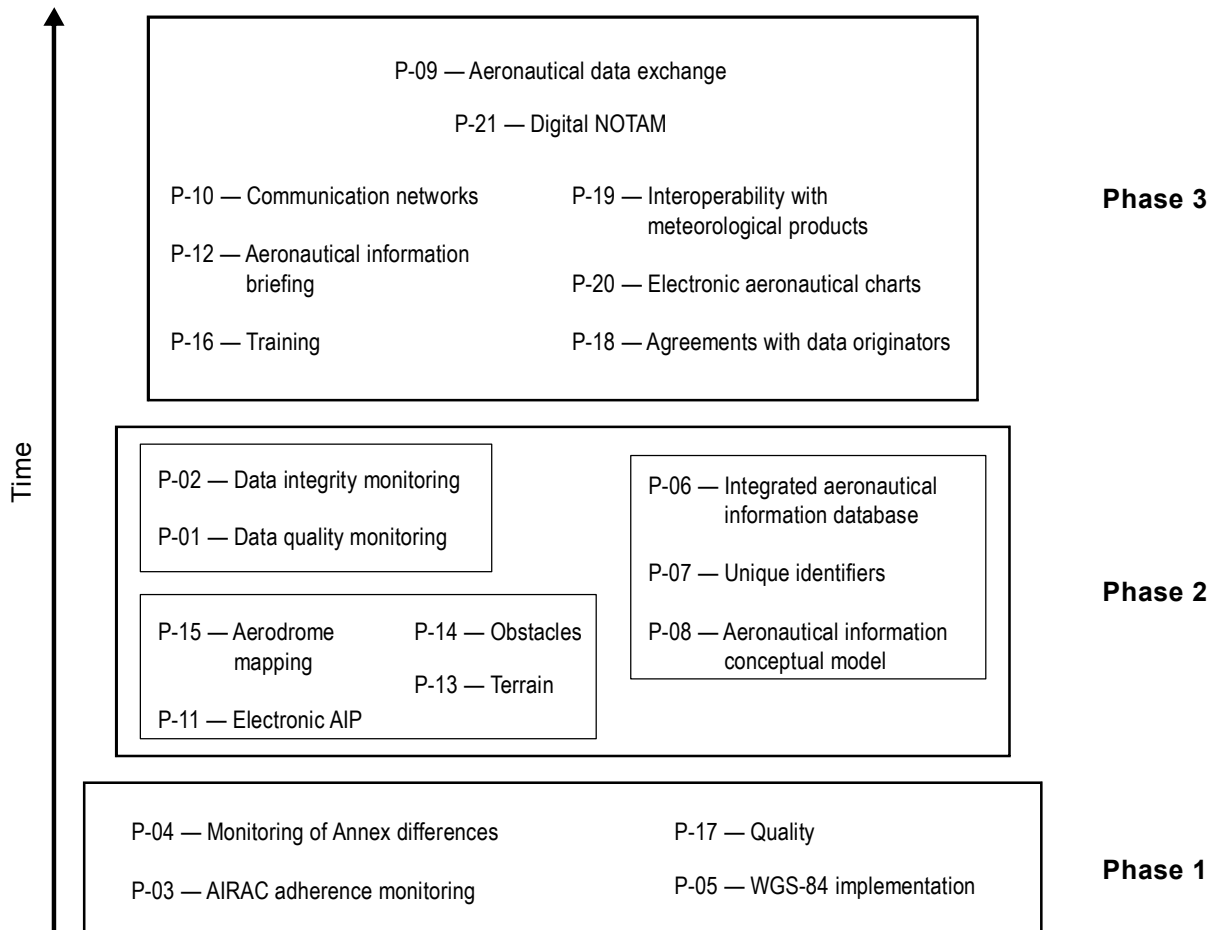 P-09 — Aeronautical data exchange
P-21 — Digital NOTAM
P-10 — Communication networks
P-12 — Aeronautical information
briefing
P-16 — Training
P-19 — Interoperability with
meteorological products
P-20 — Electronic aeronautical charts
P-18 — Agreements with data originators
Phase 3
Time
P-02 — Data integrity monitoring
P-01 — Data quality monitoring
P-15 — Aerodrome
mapping
P-11 — Electronic AIP
P-14 — Obstacles
P-13 — Terrain
P-06 — Integrated aeronautical
information database
P-07 — Unique identifiers
P-08 — Aeronautical information
conceptual model
Phase 2
P-04 — Monitoring of Annex differences
P-03 — AIRAC adherence monitoring
P-17 — Quality
P-05 — WGS-84 implementation
Phase 1